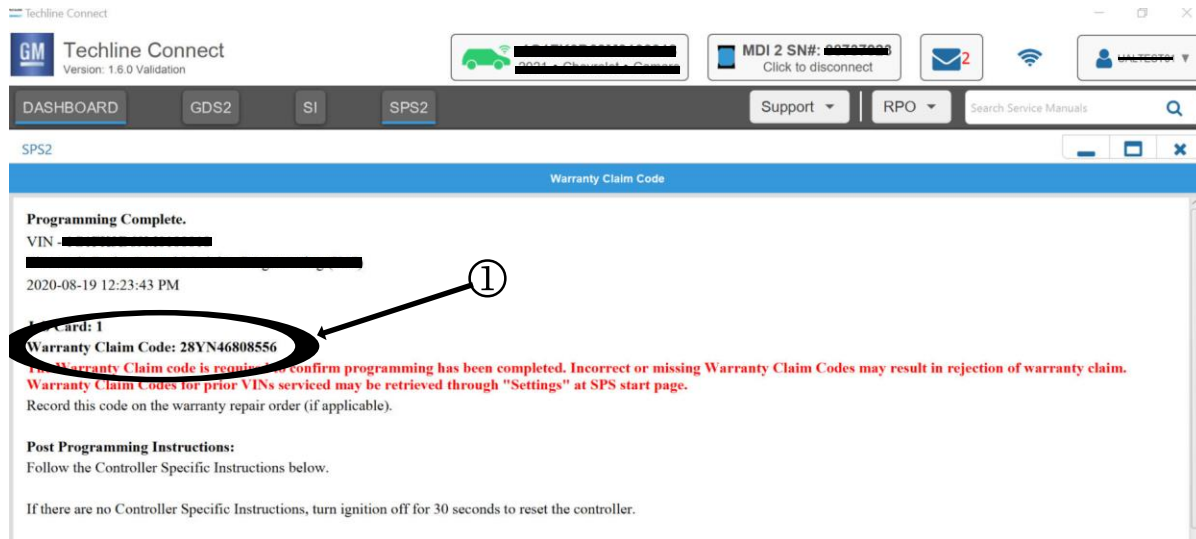 Techline Connect
GM
Techline Connect
Version: 1.6.0 Validation
MDI 2 SN#:
Click to disconnect
2
DASHBOARD GDS2 SI SPS2 Support RPO Search Service Manuals
SPS2
Warranty Claim Code
Programming Complete.
VIN -
2020-08-19 12:23:43 PM
①
Card: 1
Warranty Claim Code: 28YN46808556
The Warranty Claim code is required to confirm programming has been completed. Incorrect or missing Warranty Claim Codes may result in rejection of warranty claim.
Warranty Claim Codes for prior VINs serviced may be retrieved through "Settings" at SPS start page.
Record this code on the warranty repair order (if applicable).
Post Programming Instructions:
Follow the Controller Specific Instructions below.
If there are no Controller Specific Instructions, turn ignition off for 30 seconds to reset the controller.